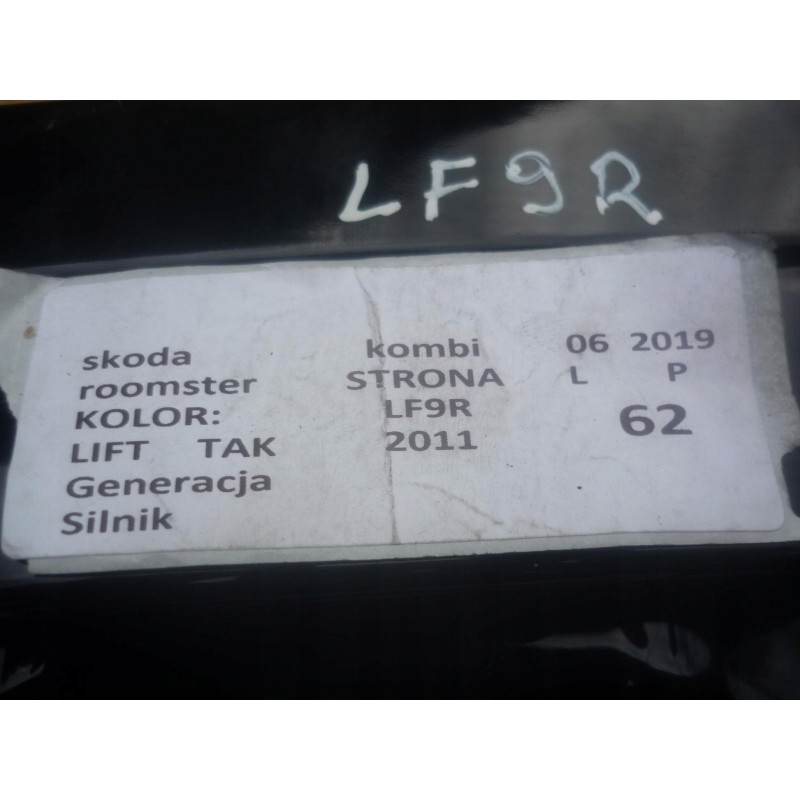 LF9R
skoda kombi 06 2019
roomster STRONA L P
KOLOR: LF9R 62
LIFT TAK 2011
Generacja
Silnik